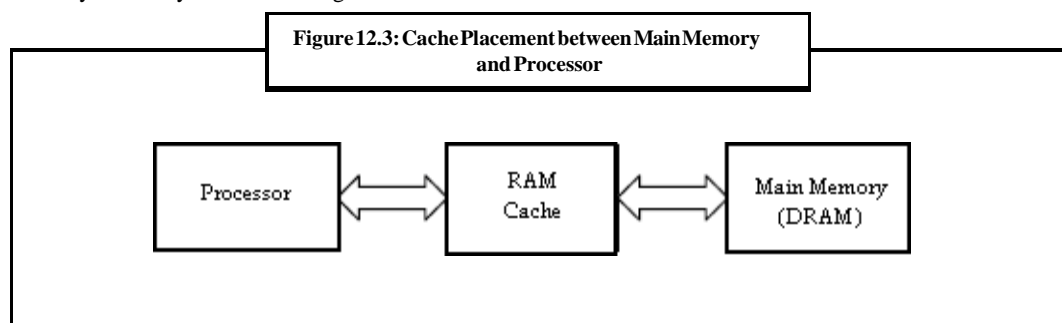 Figure 12.3: Cache Placement between Main Memory
and Processor
Processor
RAM
Cache
Main Memory
(DRAM)